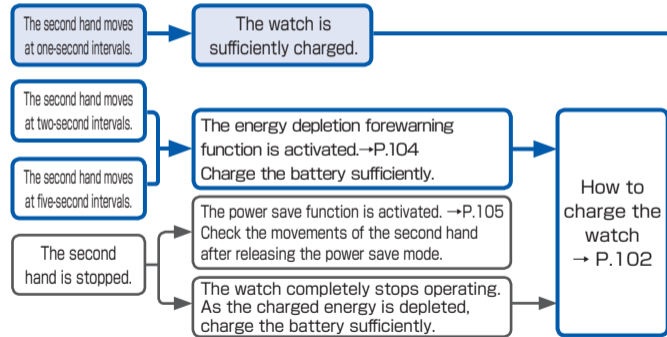 The second hand moves
at one-second intervals.
The watch is
sufficiently charged.
The second hand moves
at two-second intervals.
The second hand moves
at five-second intervals.
The energy depletion forewarning
function is activated.→P.104
Charge the battery sufficiently.
The second
hand is stopped.
The power save function is activated. →P.105
Check the movements of the second hand
after releasing the power save mode.
The watch completely stops operating.
As the charged energy is depleted,
charge the battery sufficiently.
How to
charge the
watch
→ P.102